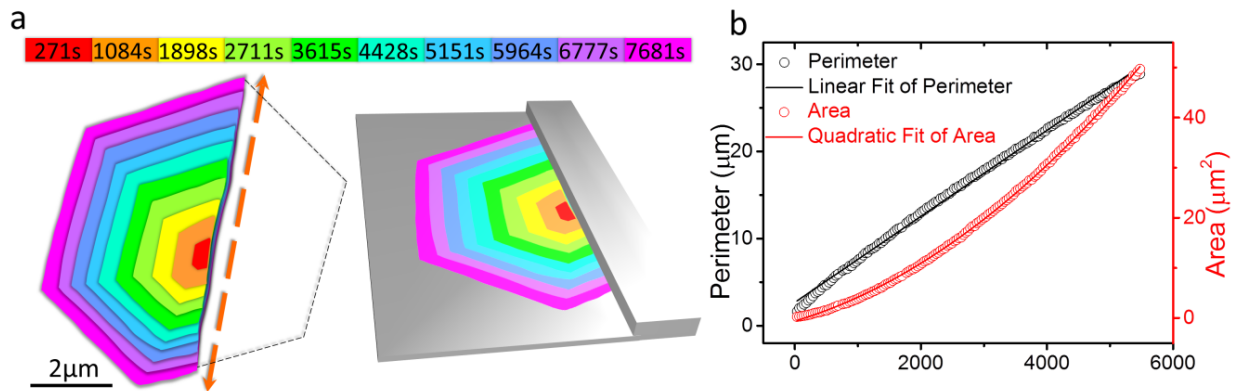 a
271s 1084s 1898s 2711s 3615s 4428s 5151s 5964s 6777s 7681s
2μm
b
30
20
10
0
Perimeter (μm)
Perimeter
Linear Fit of Perimeter
Area
Quadratic Fit of Area
40
20
0
Area (μm²)
0 2000 4000 6000